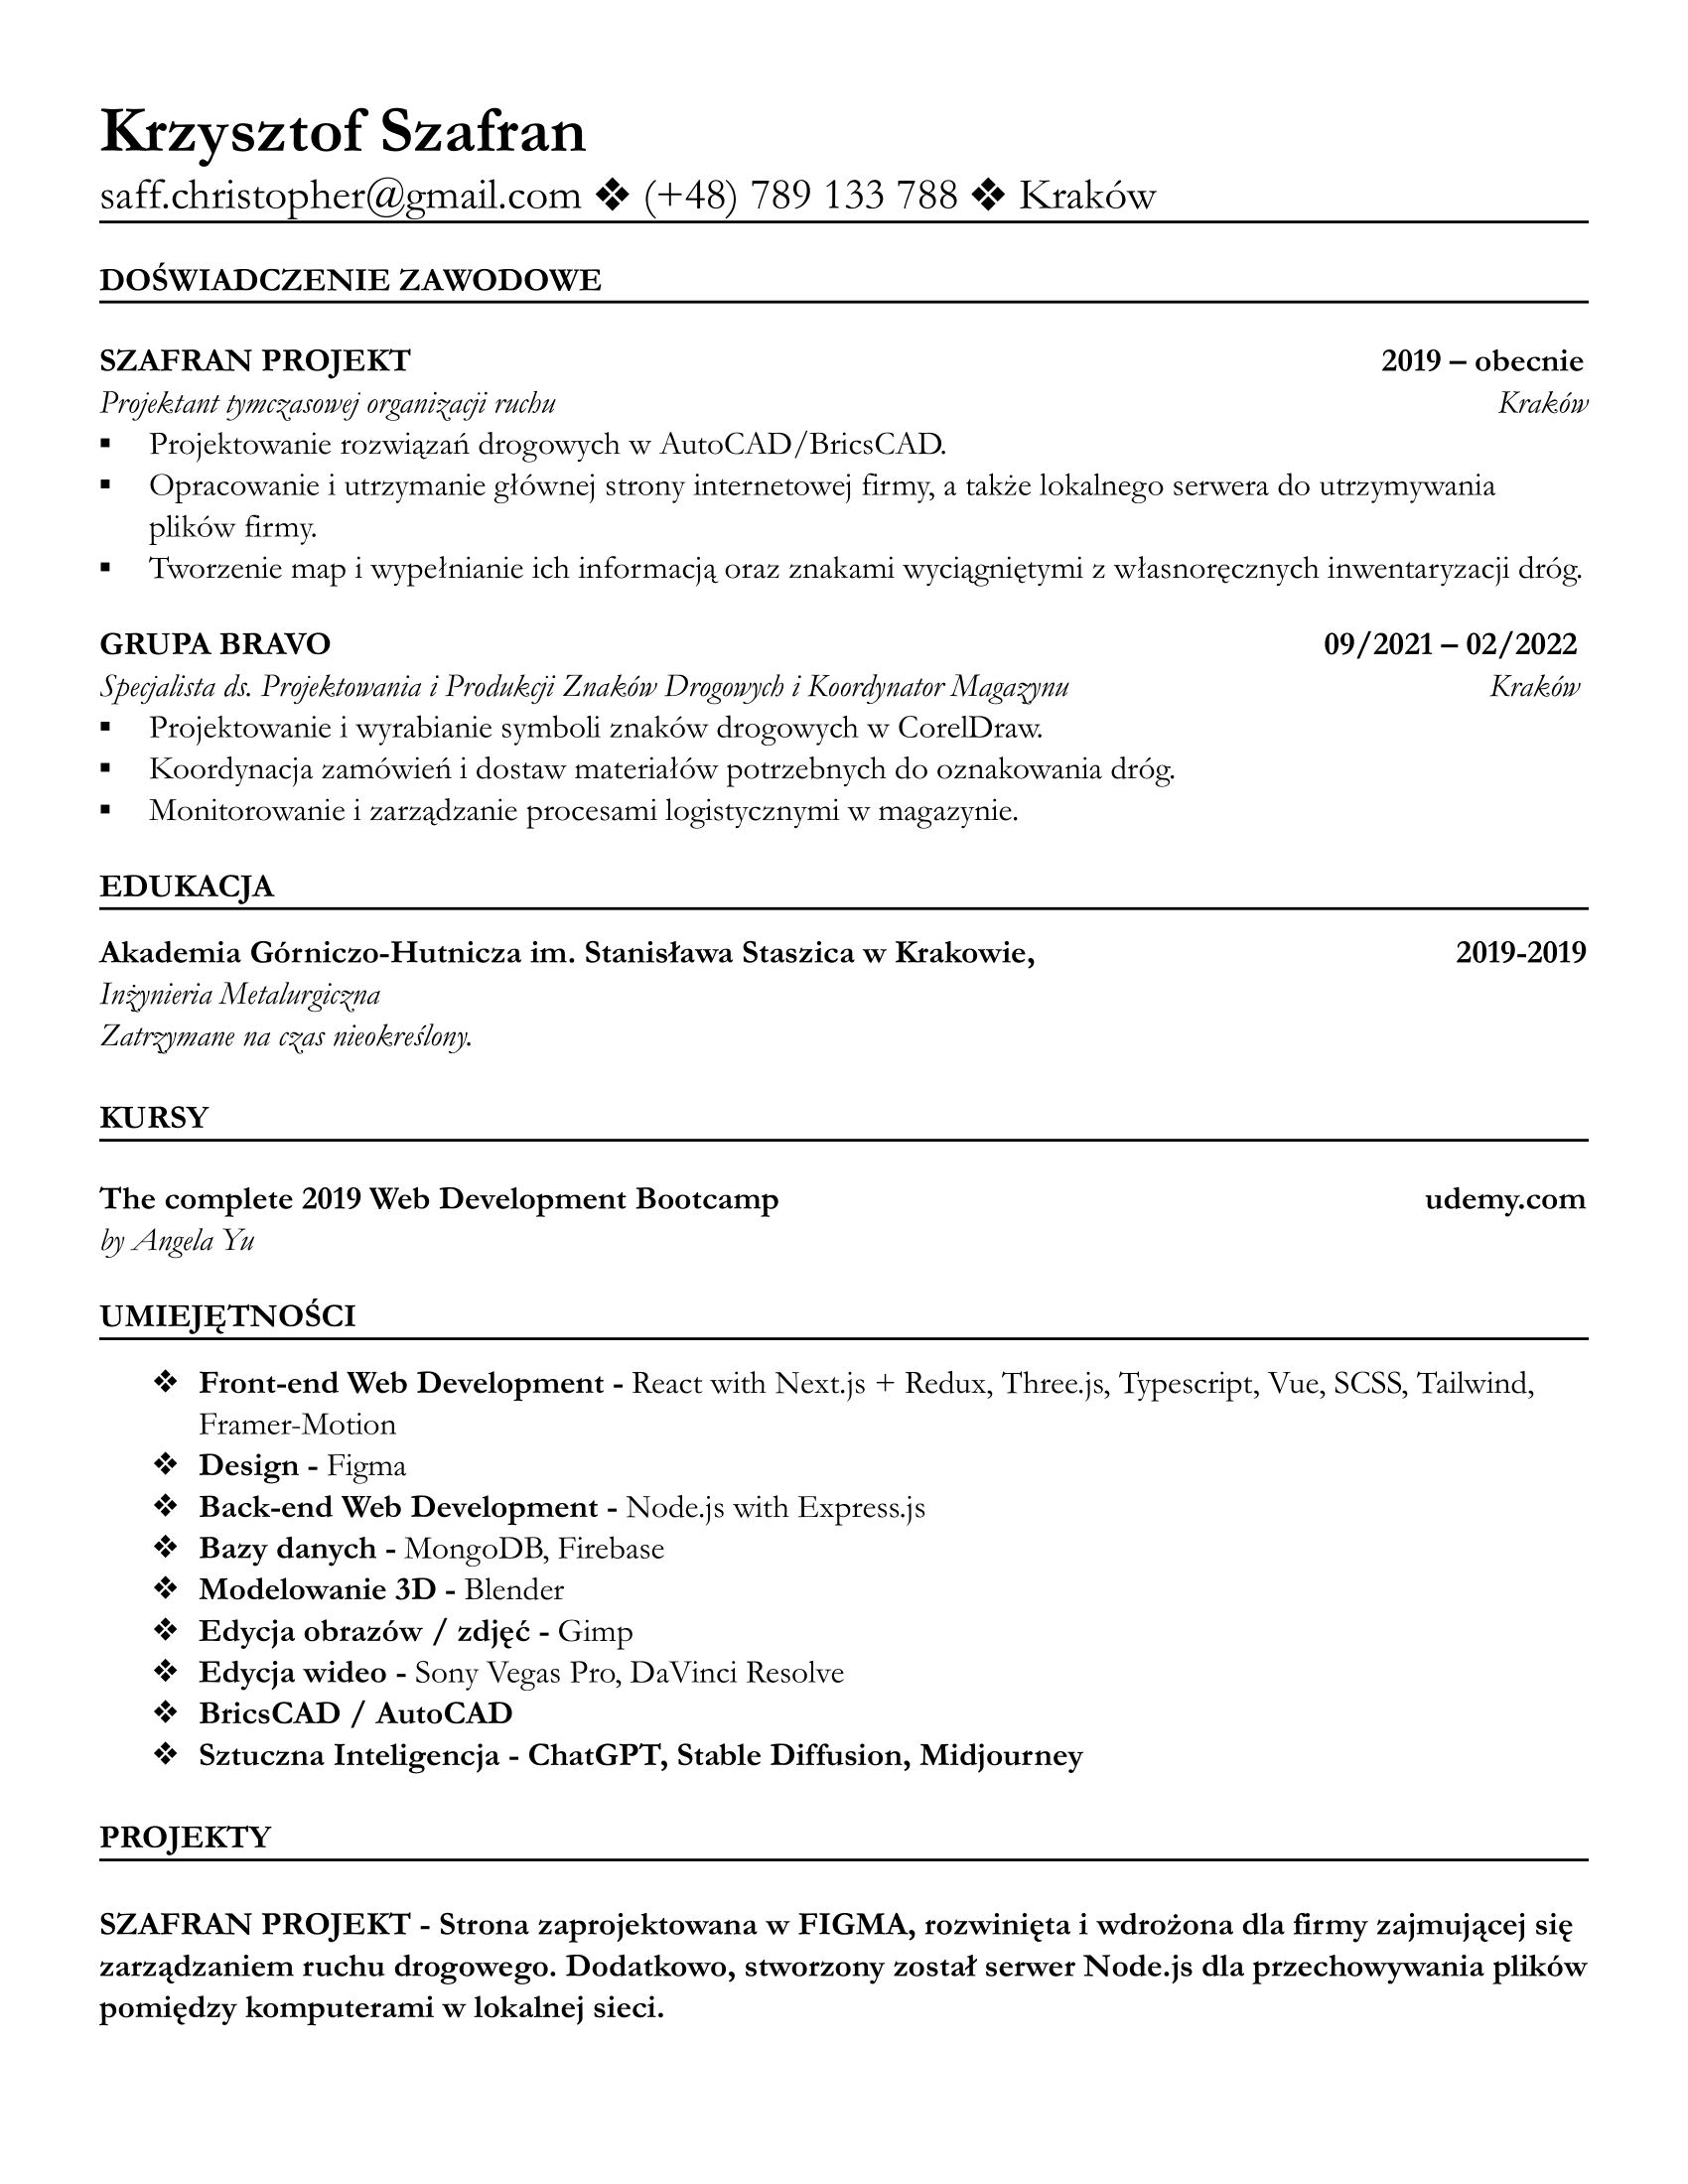 Krzysztof Szafran
saff.christopher@gmail.com ❖ (+48) 789 133 788 ❖ Kraków
DOŚWIADCZENIE ZAWODOWE
SZAFRAN PROJEKT 2019 – obecnie
Projektant tymczasowej organizacji ruchu Kraków
▪ Projektowanie rozwiązań drogowych w AutoCAD/BricsCAD.
▪ Opracowanie i utrzymanie głównej strony internetowej firmy, a także lokalnego serwera do utrzymywania
plików firmy.
▪ Tworzenie map i wypełnianie ich informacją oraz znakami wyciągniętymi z własnoręcznych inwentaryzacji dróg.
GRUPA BRAVO 09/2021 – 02/2022
Specjalista ds. Projektowania i Produkcji Znaków Drogowych i Koordynator Magazynu Kraków
▪ Projektowanie i wyrabianie symboli znaków drogowych w CorelDraw.
▪ Koordynacja zamówień i dostaw materiałów potrzebnych do oznakowania dróg.
▪ Monitorowanie i zarządzanie procesami logistycznymi w magazynie.
EDUKACJA
Akademia Górniczo-Hutnicza im. Stanisława Staszica w Krakowie, 2019-2019
Inżynieria Metalurgiczna
Zatrzymane na czas nieokreślony.
KURSY
The complete 2019 Web Development Bootcamp udemy.com
by Angela Yu
UMIEJĘTNOŚCI
❖ Front-end Web Development - React with Next.js + Redux, Three.js, Typescript, Vue, SCSS, Tailwind,
Framer-Motion
❖ Design - Figma
❖ Back-end Web Development - Node.js with Express.js
❖ Bazy danych - MongoDB, Firebase
❖ Modelowanie 3D - Blender
❖ Edycja obrazów / zdjęć - Gimp
❖ Edycja wideo - Sony Vegas Pro, DaVinci Resolve
❖ BricsCAD / AutoCAD
❖ Sztuczna Inteligencja - ChatGPT, Stable Diffusion, Midjourney
PROJEKTY
SZAFRAN PROJEKT - Strona zaprojektowana w FIGMA, rozwinięta i wdrożona dla firmy zajmującej się
zarządzaniem ruchu drogowego. Dodatkowo, stworzony został serwer Node.js dla przechowywania plików
pomiędzy komputerami w lokalnej sieci.